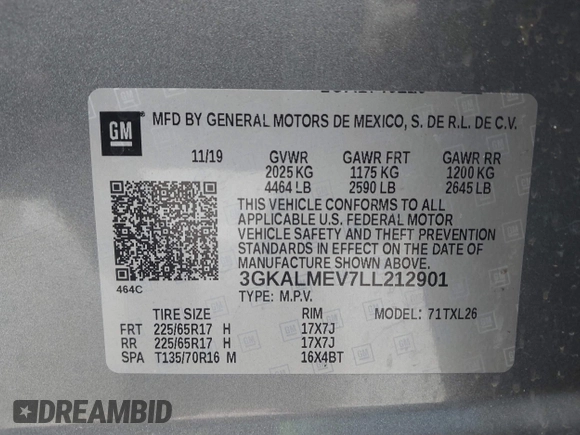 GM
MFD BY GENERAL MOTORS DE MEXICO, S. DE R.L. DE C.V.
11/19 GVWR GAWR FRT GAWR RR
2025 KG 1175 KG 1200 KG
4464 LB 2590 LB 2645 LB
THIS VEHICLE CONFORMS TO ALL
APPLICABLE U.S. FEDERAL MOTOR
VEHICLE SAFETY AND THEFT PREVENTION
STANDARDS IN EFFECT ON THE DATE OF
MANUFACTURE SHOWN ABOVE.
464C
3GKALMEV7LL212901
TYPE: M.P.V.
TIRE SIZE RIM MODEL: 71TXL26
FRT 225/65R17 H 17X7J
RR 225/65R17 H 17X7J
SPA T135/70R16 M 16X4BT
DREAMBID